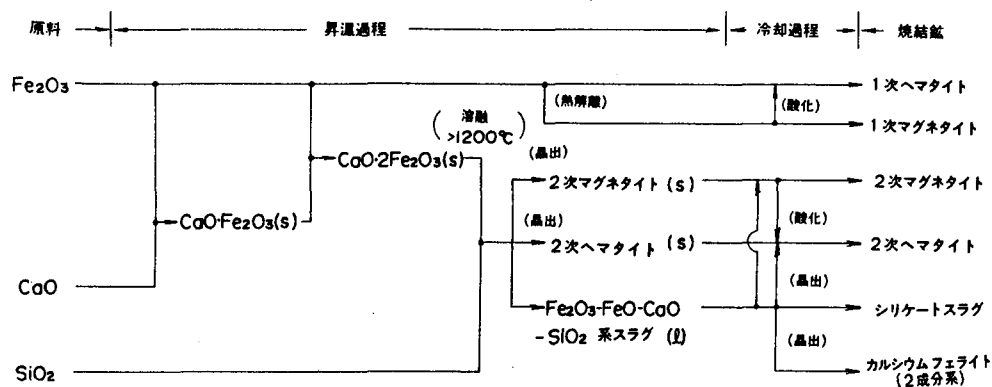 原料
昇温過程
冷却過程
焼結鉱
Fe₂O₃
1次ヘマタイト
(熱解離)
(酸化)
1次マグネタイト
(溶融 >1200℃)
CaO·2Fe₂O₃(s)
(晶出)
2次マグネタイト(s)
2次マグネタイト
CaO·Fe₂O₃(s)
(晶出)
(酸化)
2次ヘマタイト(s)
2次ヘマタイト
CaO
(晶出)
Fe₂O₃-FeO-CaO
-SiO₂ 系スラグ (l)
シリケートスラグ
(晶出)
SiO₂
カルシウムフェライト
(2成分系)